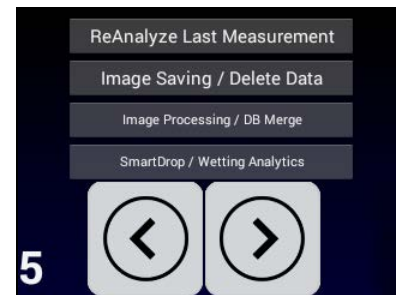 ReAnalyze Last Measurement
Image Saving / Delete Data
Image Processing / DB Merge
SmartDrop / Wetting Analytics
5